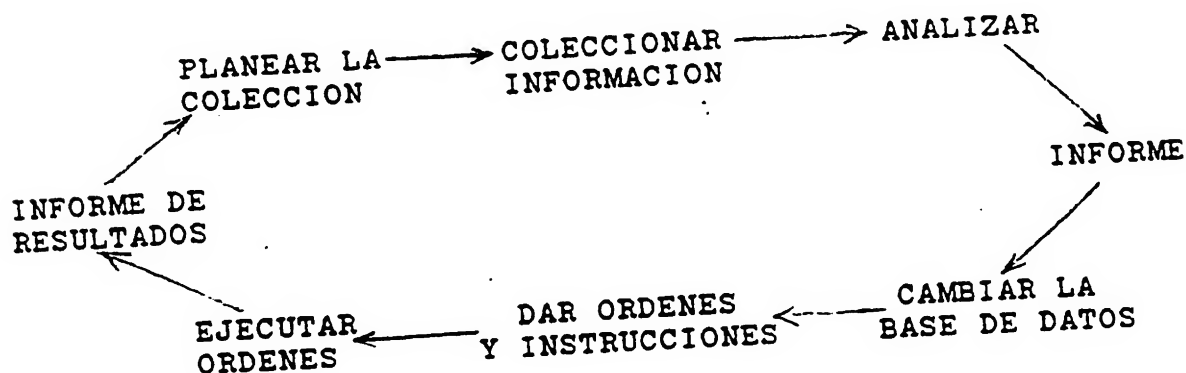 PLANEAR LA
COLECCION
COLECCIONAR
INFORMACION
ANALIZAR
INFORME
CAMBIAR LA
BASE DE DATOS
DAR ORDENES
Y INSTRUCCIONES
EJECUTAR
ORDENES
INFORME DE
RESULTADOS